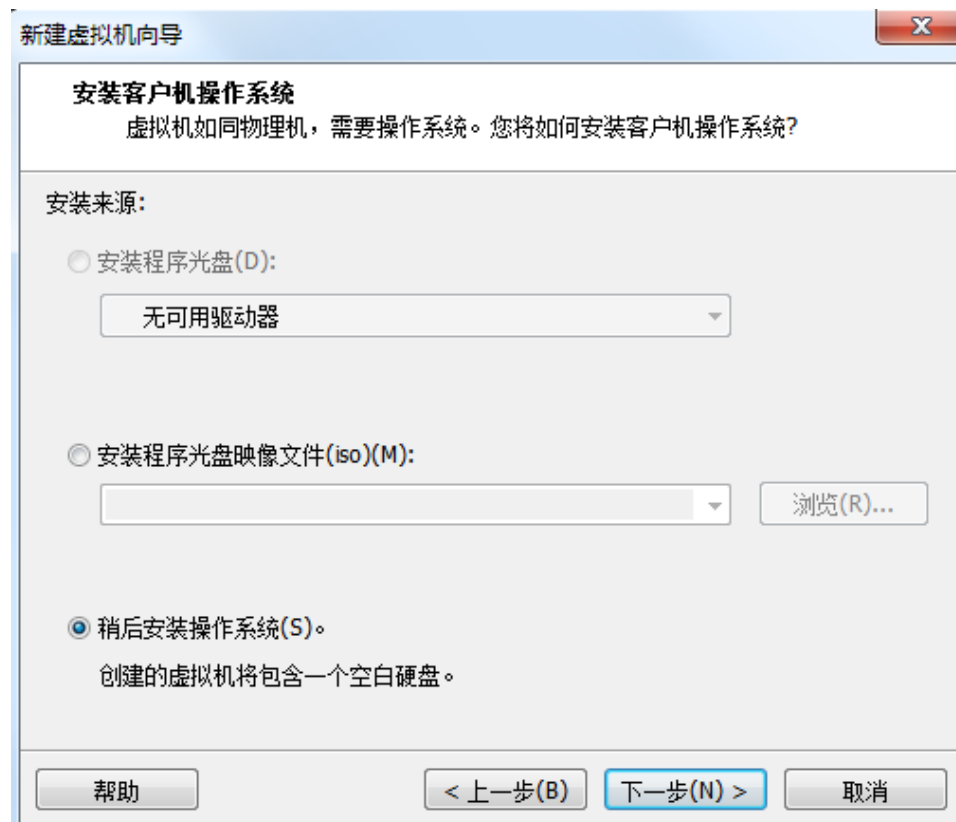 新建虚拟机向导
安装客户机操作系统
虚拟机如同物理机，需要操作系统。您将如何安装客户机操作系统?
安装来源:
安装程序光盘(D):
无可用驱动器
安装程序光盘映像文件(iso)(M):
浏览(R)...
稍后安装操作系统(S)。
创建的虚拟机将包含一个空白硬盘。
帮助
< 上一步(B)
下一步(N) >
取消